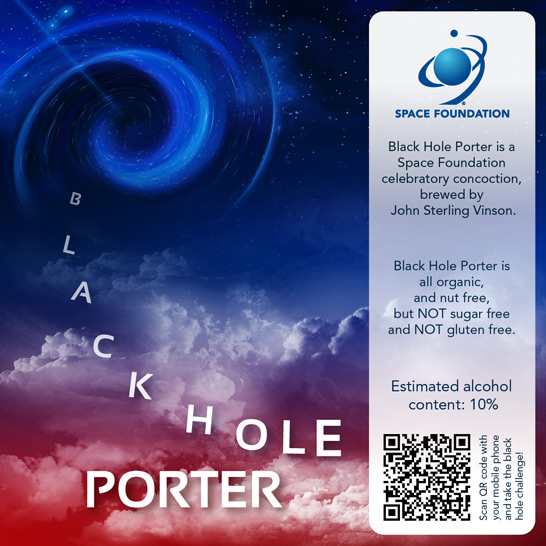 BLACK HOLE
PORTER
SPACE FOUNDATION
Black Hole Porter is a
Space Foundation
celebratory concoction,
brewed by
John Sterling Vinson.
Black Hole Porter is
all organic,
and nut free,
but NOT sugar free
and NOT gluten free.
Estimated alcohol
content: 10%
Scan QR code with
your mobile phone
and take the black
hole challenge!